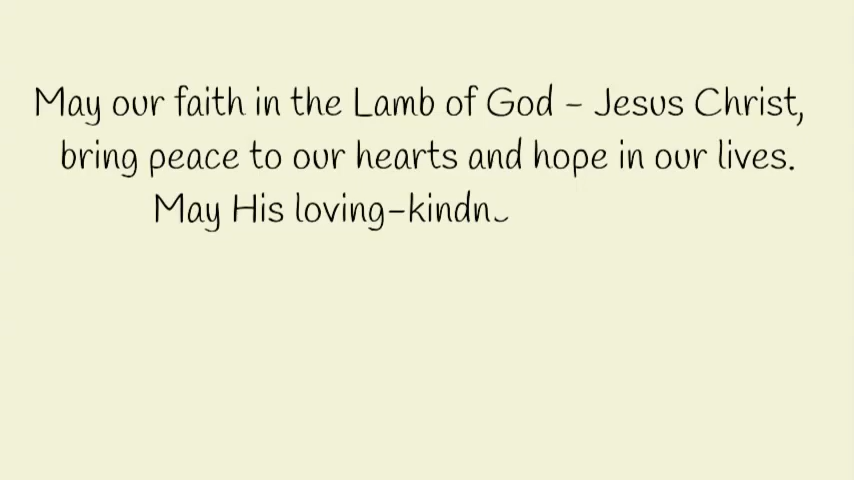 May our faith in the Lamb of God - Jesus Christ,
bring peace to our hearts and hope in our lives.
May His loving-kindn